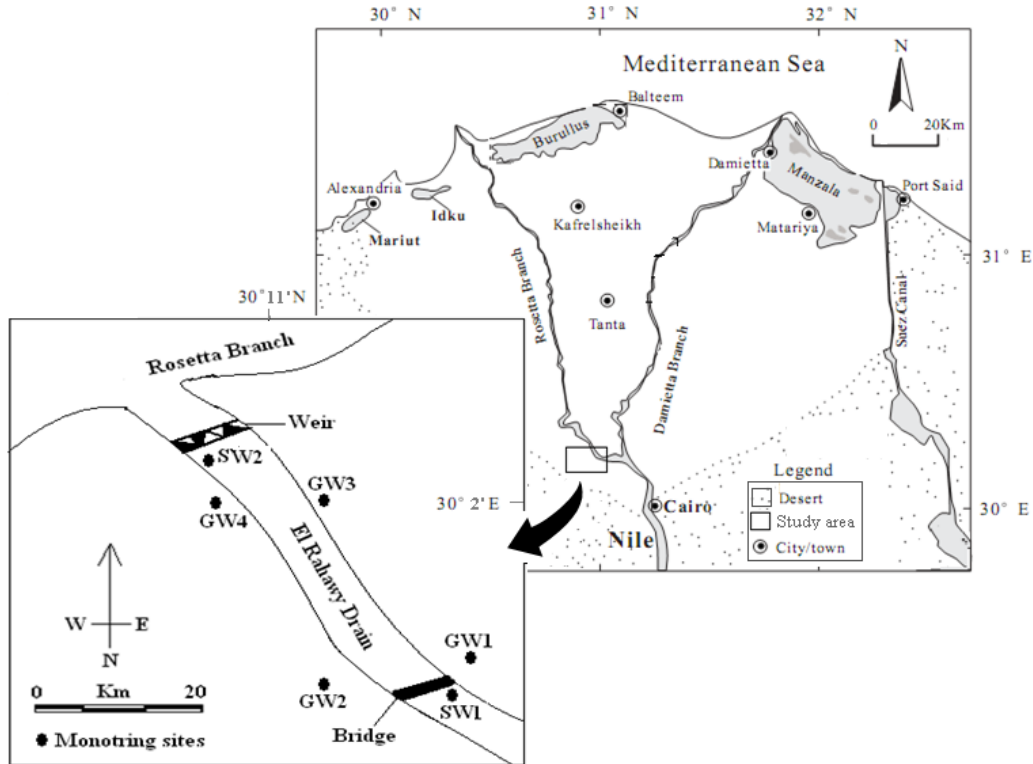 30° N
31° N
32° N
Mediterranean Sea
N
0 20Km
Balteem
Burullus
Damietta
Manzala
Port Said
Alexandria
Idku
Mariut
Kafrelsheikh
Matariya
31° E
Rosetta Branch
Tanta
Damietta Branch
Suez Canal
30° 11'N
Legend
Desert
Study area
City/town
30° 2'E
Cairo
30° E
Nile
Rosetta Branch
Weir
SW2
GW3
GW4
El Rahawy Drain
W E
N
GW1
GW2
SW1
Bridge
0 Km 20
Monotring sites